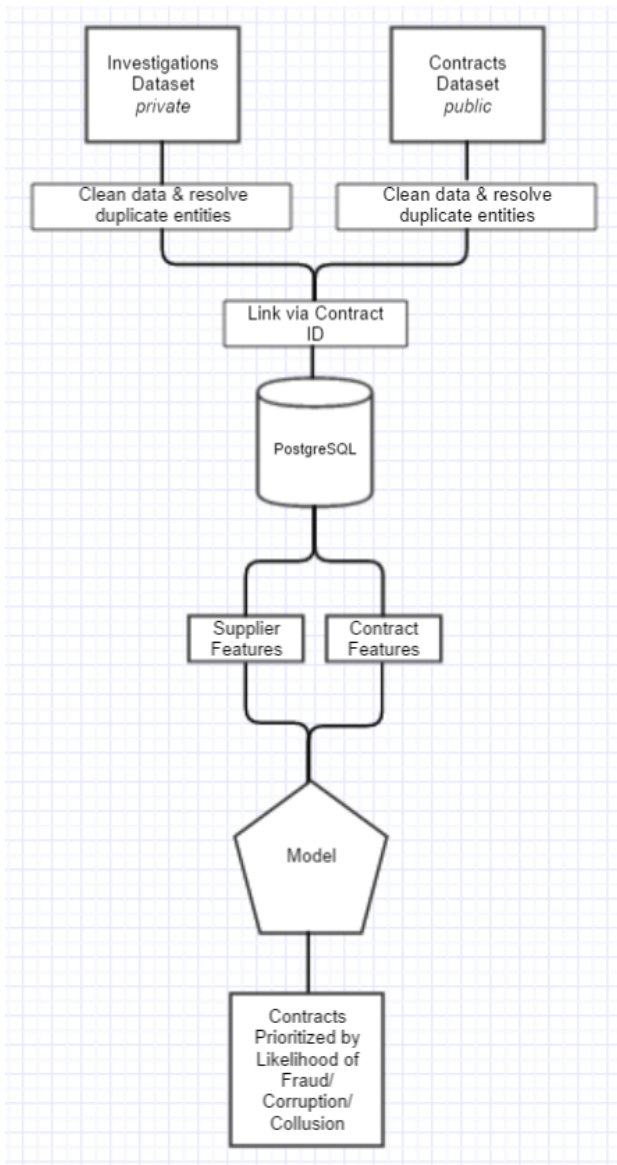 Investigations
Dataset
private
Contracts
Dataset
public
Clean data & resolve
duplicate entities
Clean data & resolve
duplicate entities
Link via Contract
ID
PostgreSQL
Supplier
Features
Contract
Features
Model
Contracts
Prioritized by
Likelihood of
Fraud/
Corruption/
Collusion